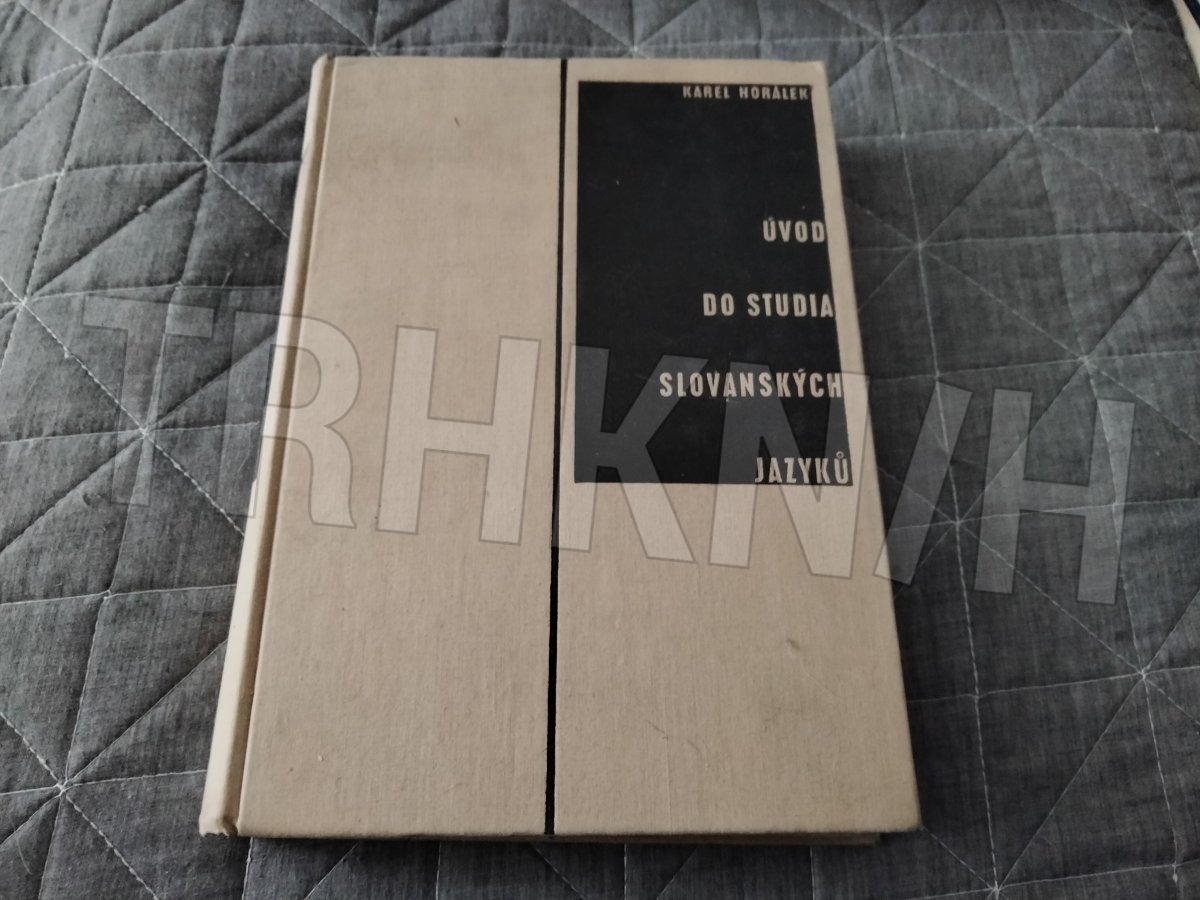 KAREL HORÁLEK
ÚVOD
DO STUDIA
SLOVANSKÝCH
JAZYKŮ
TRHKNIH